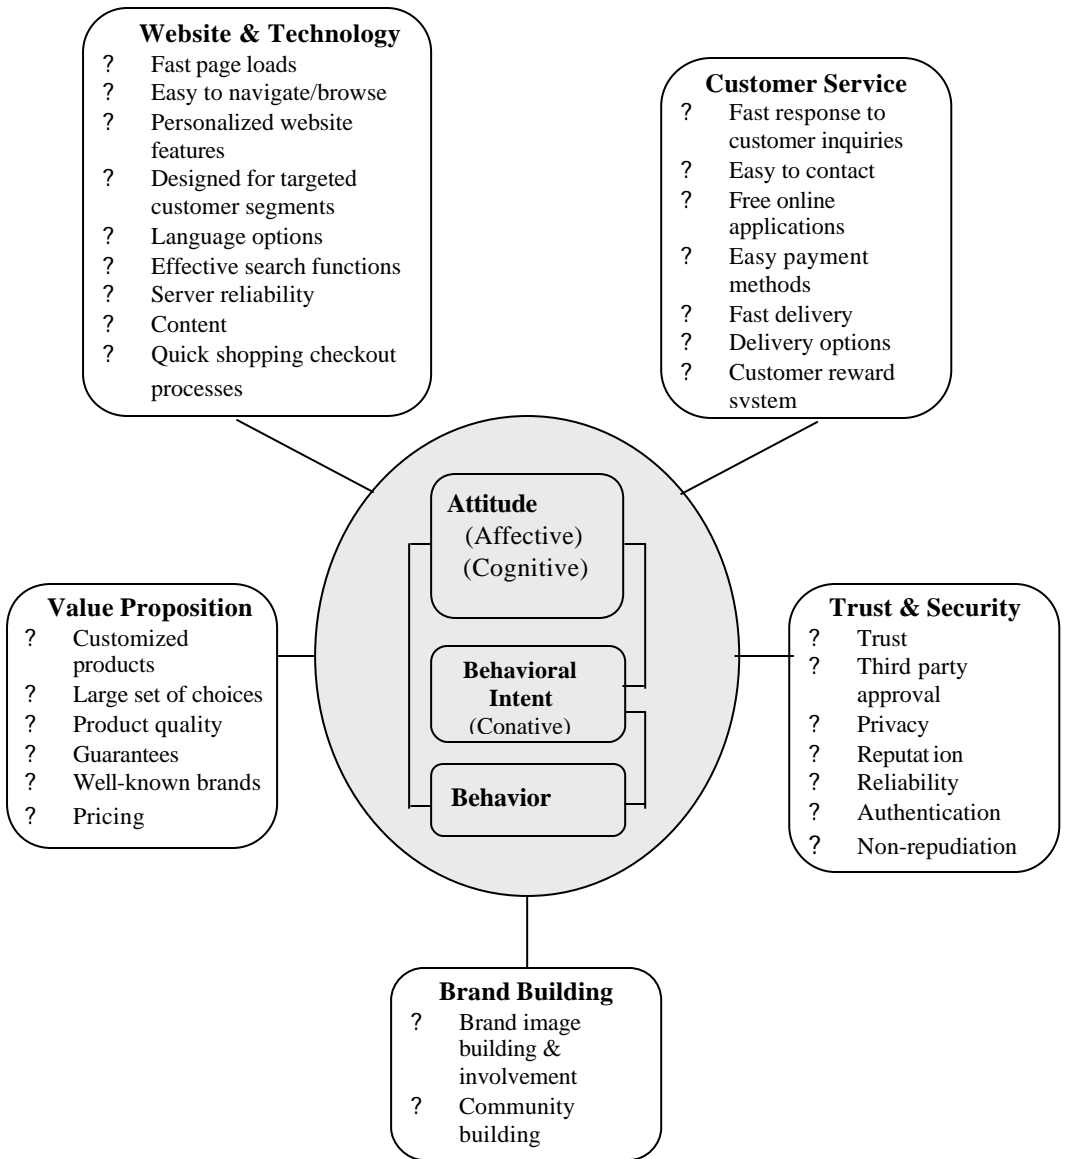 Website & Technology
? Fast page loads
? Easy to navigate/browse
? Personalized website
features
? Designed for targeted
customer segments
? Language options
? Effective search functions
? Server reliability
? Content
? Quick shopping checkout
processes
Customer Service
? Fast response to
customer inquiries
? Easy to contact
? Free online
applications
? Easy payment
methods
? Fast delivery
? Delivery options
? Customer reward
system
Attitude
(Affective)
(Cognitive)
Behavioral
Intent
(Conative)
Behavior
Value Proposition
? Customized
products
? Large set of choices
? Product quality
? Guarantees
? Well-known brands
? Pricing
Trust & Security
? Trust
? Third party
approval
? Privacy
? Reputation
? Reliability
? Authentication
? Non-repudiation
Brand Building
? Brand image
building &
involvement
? Community
building